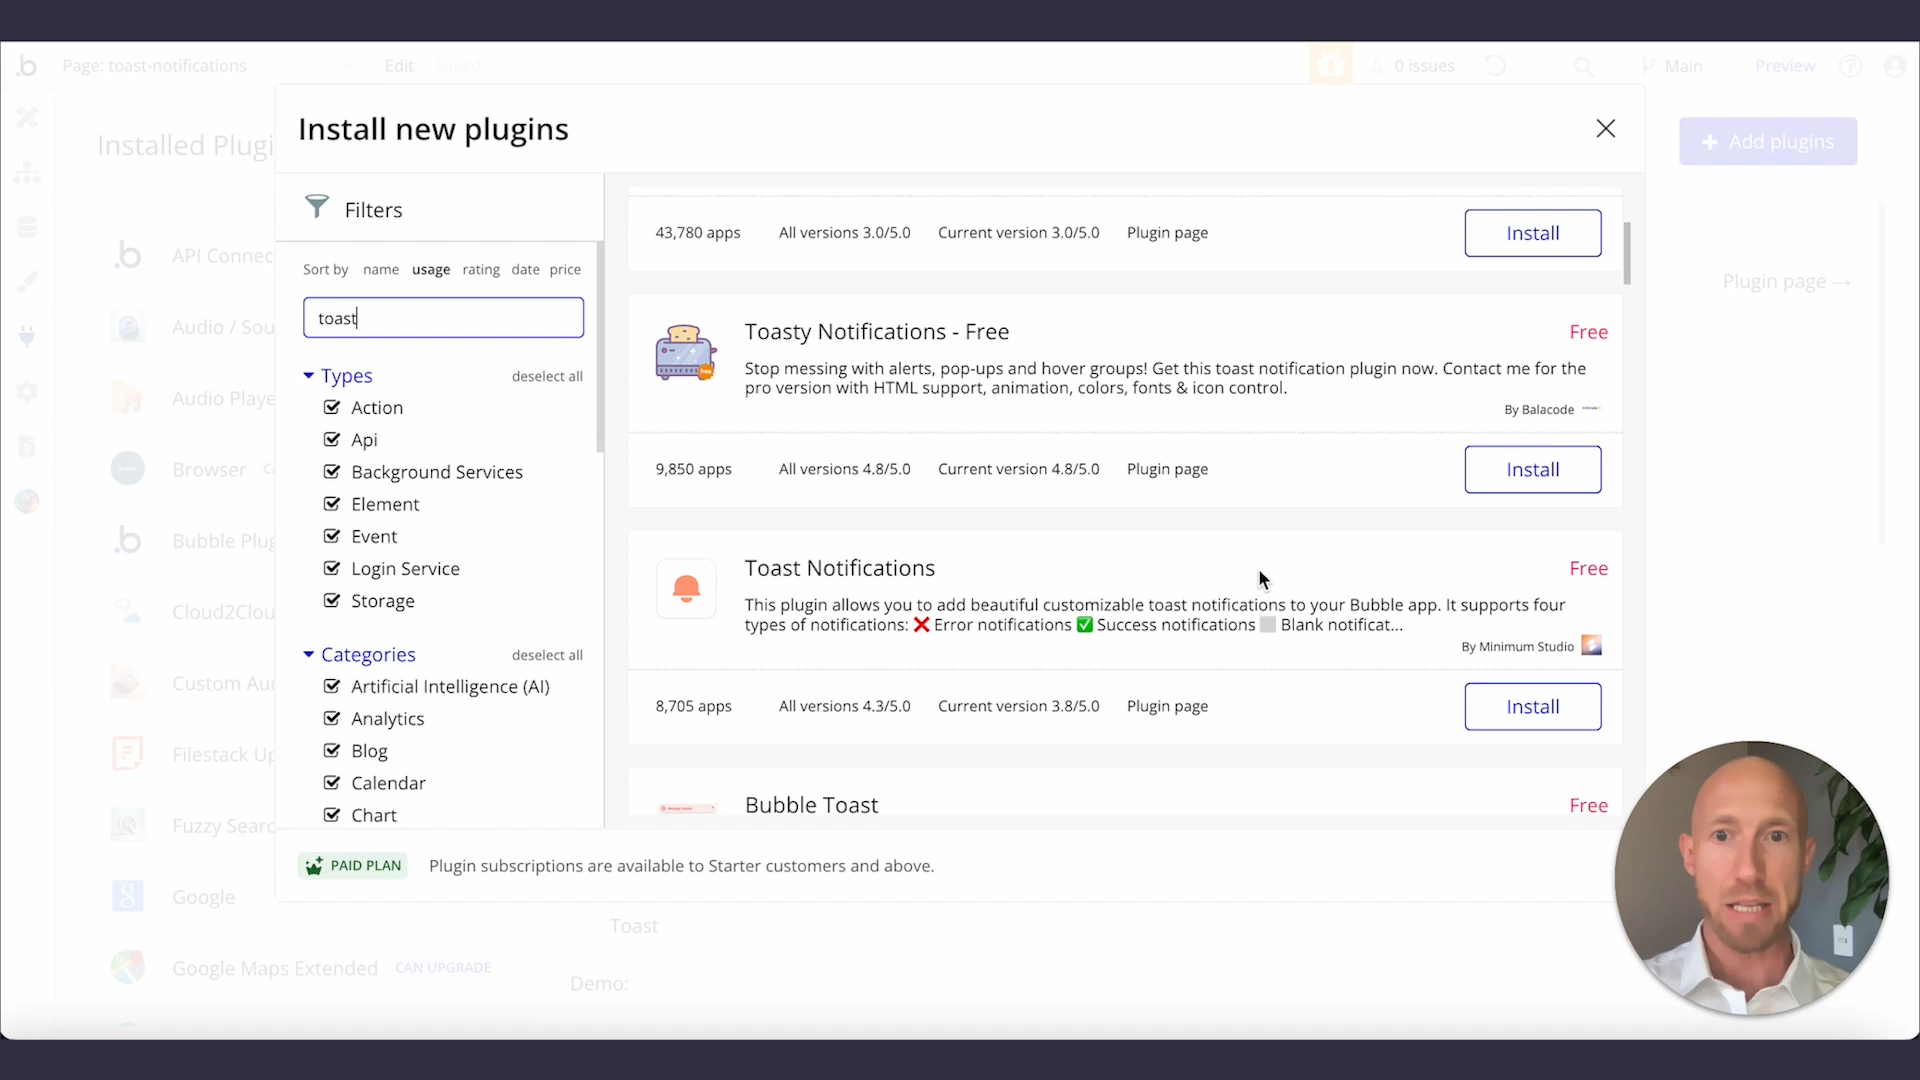 Page: toast-notifications
Edit
Saved
0 issues
Main
Preview
Install new plugins
Installed Plugi
+ Add plugins
Filters
Sort by name usage rating date price
toast
Types
deselect all
Action
Api
Background Services
Element
Event
Login Service
Storage
Categories
deselect all
Artificial Intelligence (AI)
Analytics
Blog
Calendar
Chart
43,780 apps All versions 3.0/5.0 Current version 3.0/5.0 Plugin page
Install
Toasty Notifications - Free
Free
Stop messing with alerts, pop-ups and hover groups! Get this toast notification plugin now. Contact me for the
pro version with HTML support, animation, colors, fonts & icon control.
By Balacode
9,850 apps All versions 4.8/5.0 Current version 4.8/5.0 Plugin page
Install
Toast Notifications
Free
This plugin allows you to add beautiful customizable toast notifications to your Bubble app. It supports four
types of notifications: ❌ Error notifications ✅ Success notifications ⬜ Blank notificat...
By Minimum Studio
8,705 apps All versions 4.3/5.0 Current version 3.8/5.0 Plugin page
Install
Bubble Toast
Free
PAID PLAN
Plugin subscriptions are available to Starter customers and above.
API Connec
Audio / Sou
Audio Playe
Browser
Bubble Plug
Cloud2Clou
Custom Auc
Filestack Up
Fuzzy Searc
Google
Google Maps Extended CAN UPGRADE
Plugin page →
Toast
Demo: